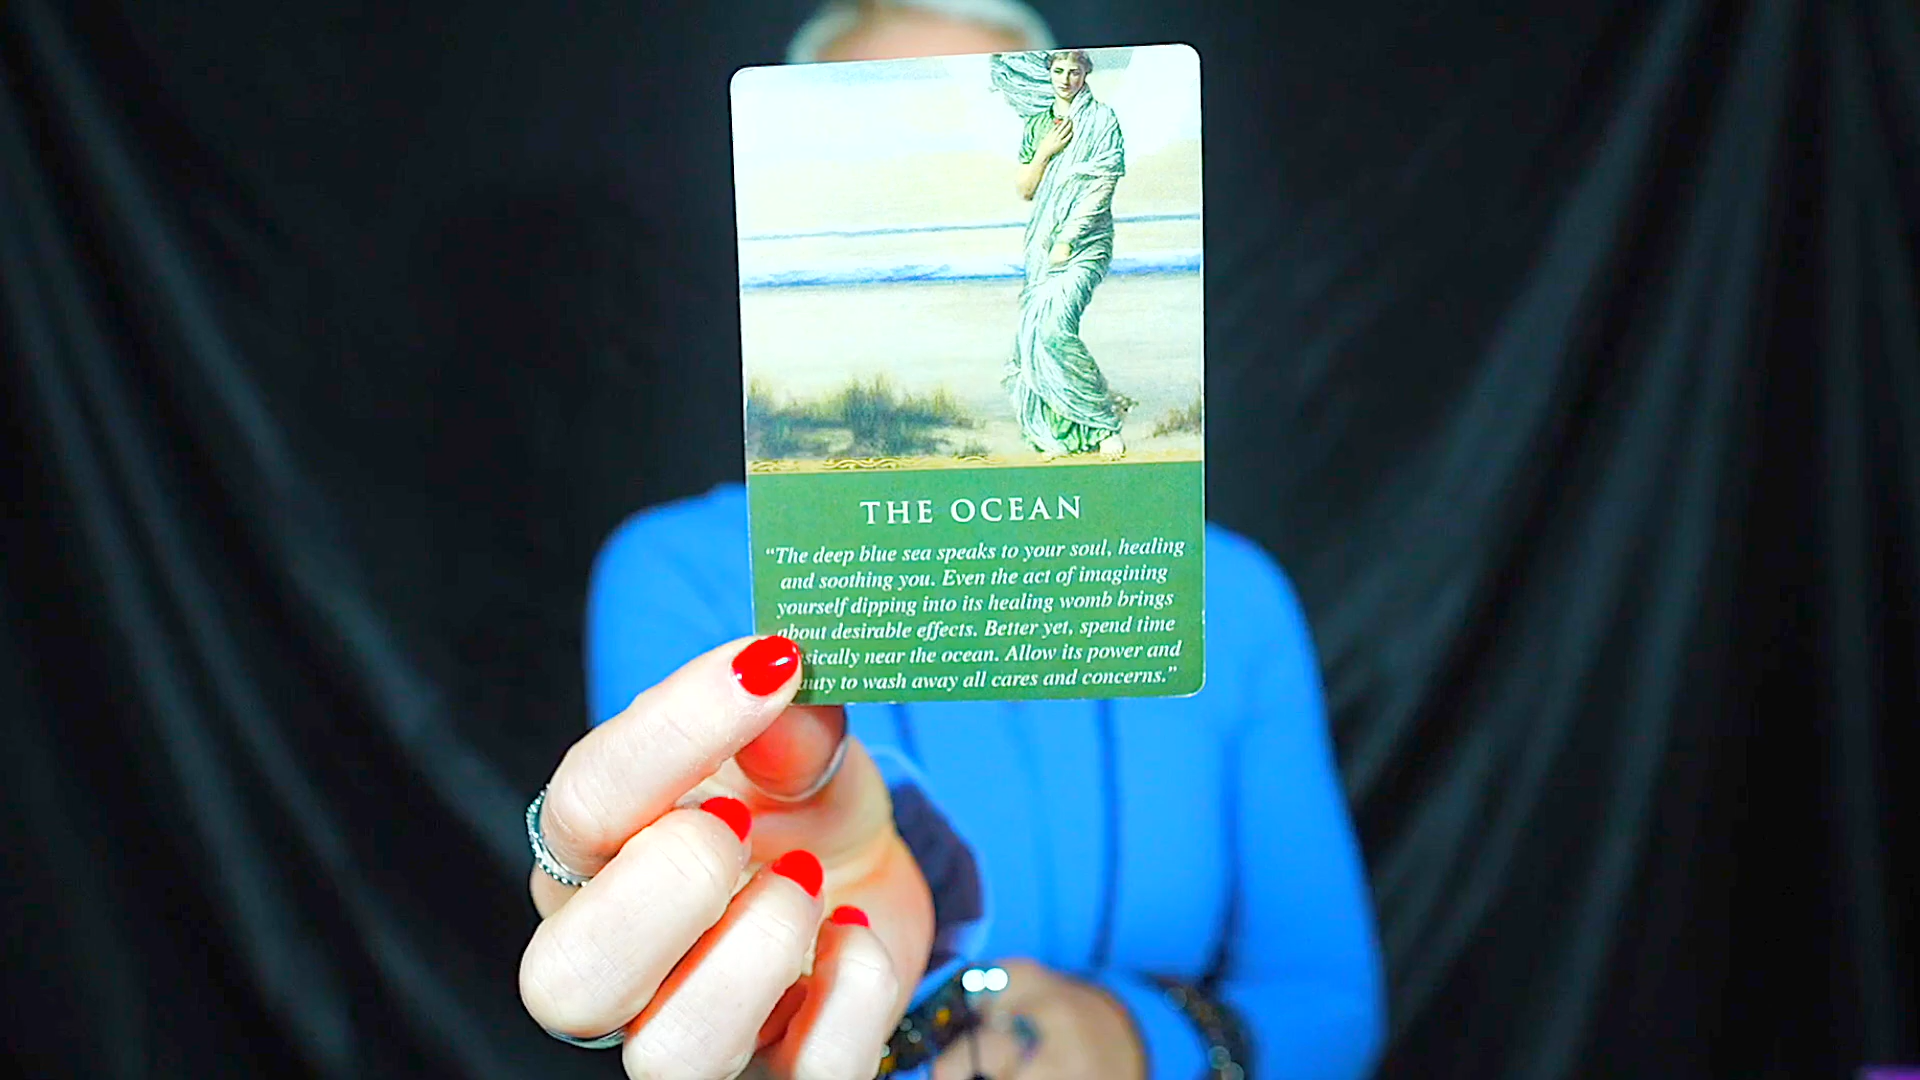 THE OCEAN
“The deep blue sea speaks to your soul, healing
and soothing you. Even the act of imagining
yourself dipping into its healing womb brings
about desirable effects. Better yet, spend time
near the ocean. Allow its power and
to wash away all cares and concerns.”